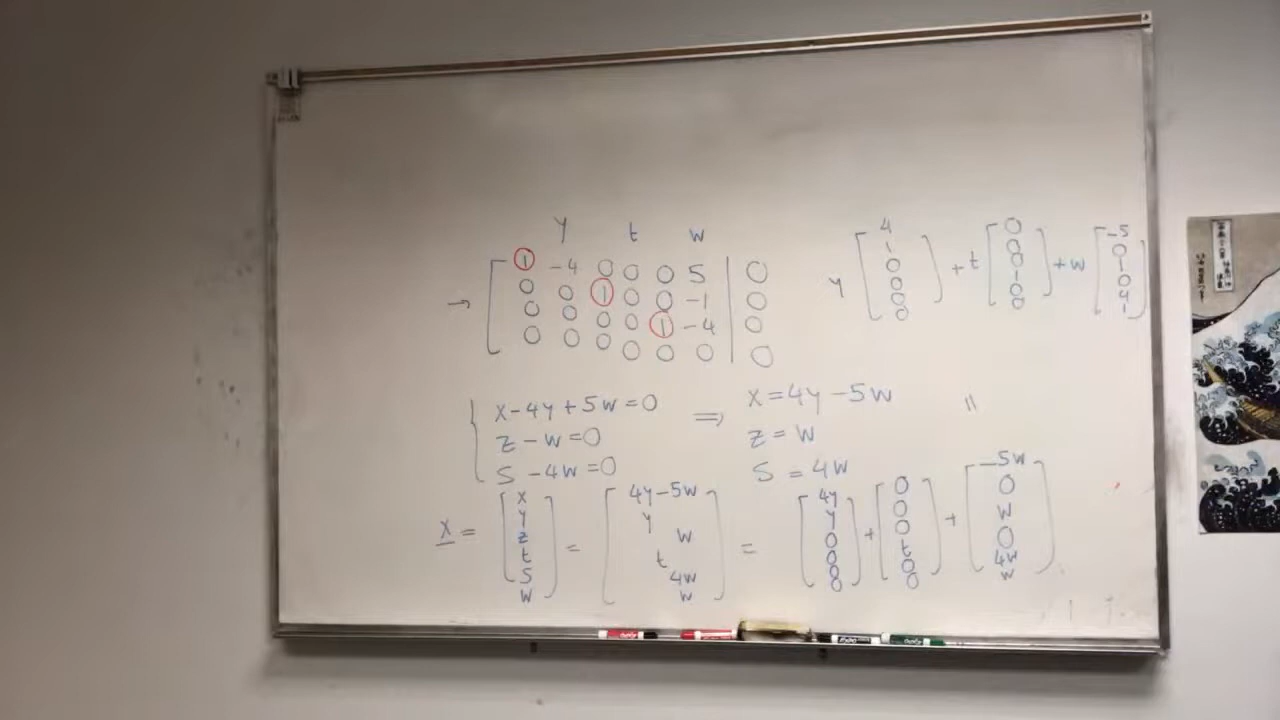 y t w
→ [ 1 -4 0 0 0 5 | 0
0 0 1 0 0 -1 | 0
0 0 0 0 1 -4 | 0
0 0 0 0 0 0 | 0
y [ 4 1 0 0 0 0 ] + t [ 0 0 0 1 0 0 ] + w [ -5 0 1 0 4 1 ]
{ x-4y+5w=0 ⇒ x=4y-5w
z-w=0 z=w
s-4w=0 s=4w
=
x = [ x y z t s w ] = [ 4y-5w y w t 4w w ] = [ 4y y 0 0 0 0 ] + [ 0 0 0 t 0 0 ] + [ -5w 0 w 0 4w w ]